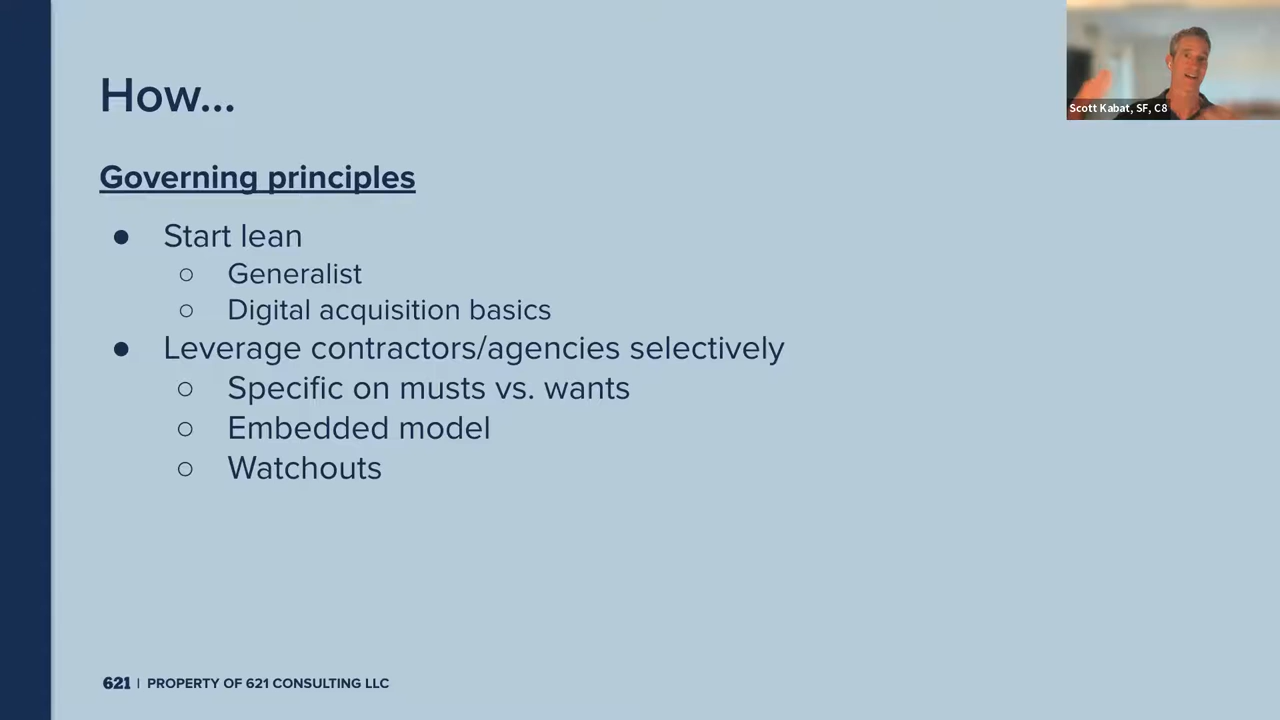 How...
Scott Kabat, SF, C8
Governing principles
● Start lean
○ Generalist
○ Digital acquisition basics
● Leverage contractors/agencies selectively
○ Specific on musts vs. wants
○ Embedded model
○ Watchouts
621 | PROPERTY OF 621 CONSULTING LLC